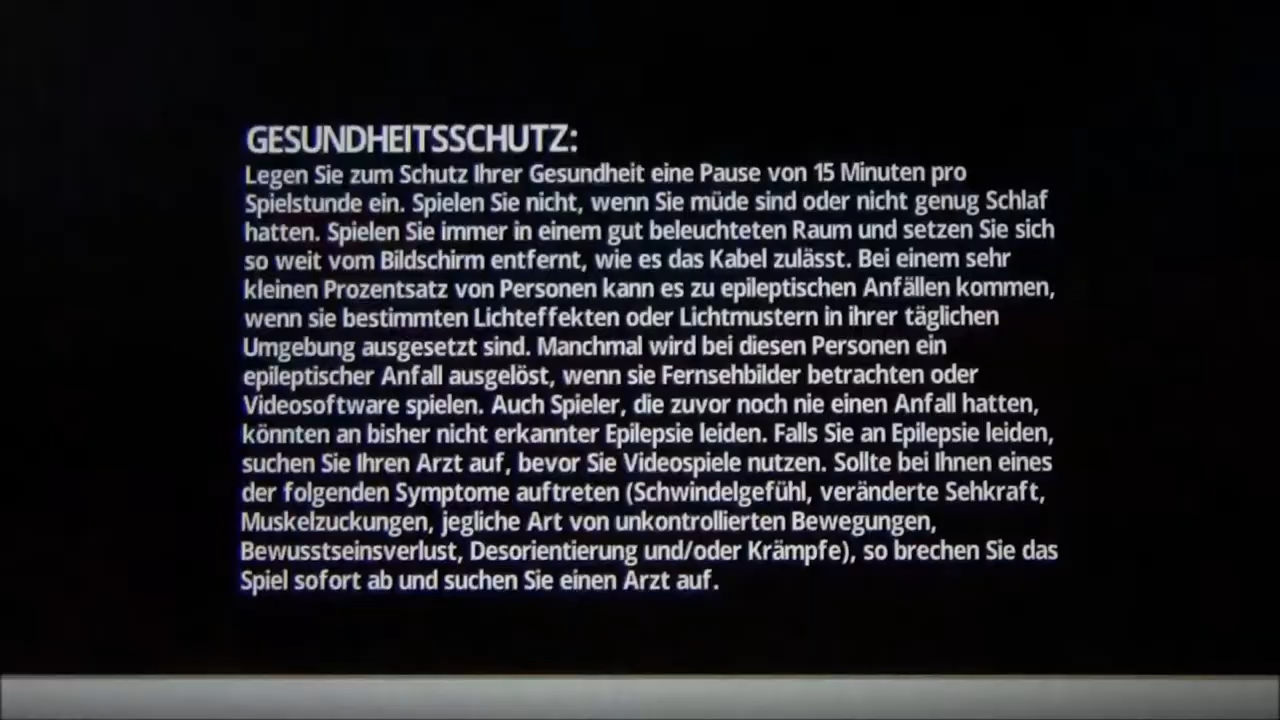 GESUNDHEITSSCHUTZ:
Legen Sie zum Schutz Ihrer Gesundheit eine Pause von 15 Minuten pro
Spielstunde ein. Spielen Sie nicht, wenn Sie müde sind oder nicht genug Schlaf
hatten. Spielen Sie immer in einem gut beleuchteten Raum und setzen Sie sich
so weit vom Bildschirm entfernt, wie es das Kabel zulässt. Bei einem sehr
kleinen Prozentsatz von Personen kann es zu epileptischen Anfällen kommen,
wenn sie bestimmten Lichteffekten oder Lichtmustern in ihrer täglichen
Umgebung ausgesetzt sind. Manchmal wird bei diesen Personen ein
epileptischer Anfall ausgelöst, wenn sie Fernsehbilder betrachten oder
Videosoftware spielen. Auch Spieler, die zuvor noch nie einen Anfall hatten,
könnten an bisher nicht erkannter Epilepsie leiden. Falls Sie an Epilepsie leiden,
suchen Sie Ihren Arzt auf, bevor Sie Videospiele nutzen. Sollte bei Ihnen eines
der folgenden Symptome auftreten (Schwindelgefühl, veränderte Sehkraft,
Muskelzuckungen, jegliche Art von unkontrollierten Bewegungen,
Bewusstseinsverlust, Desorientierung und/oder Krämpfe), so brechen Sie das
Spiel sofort ab und suchen Sie einen Arzt auf.